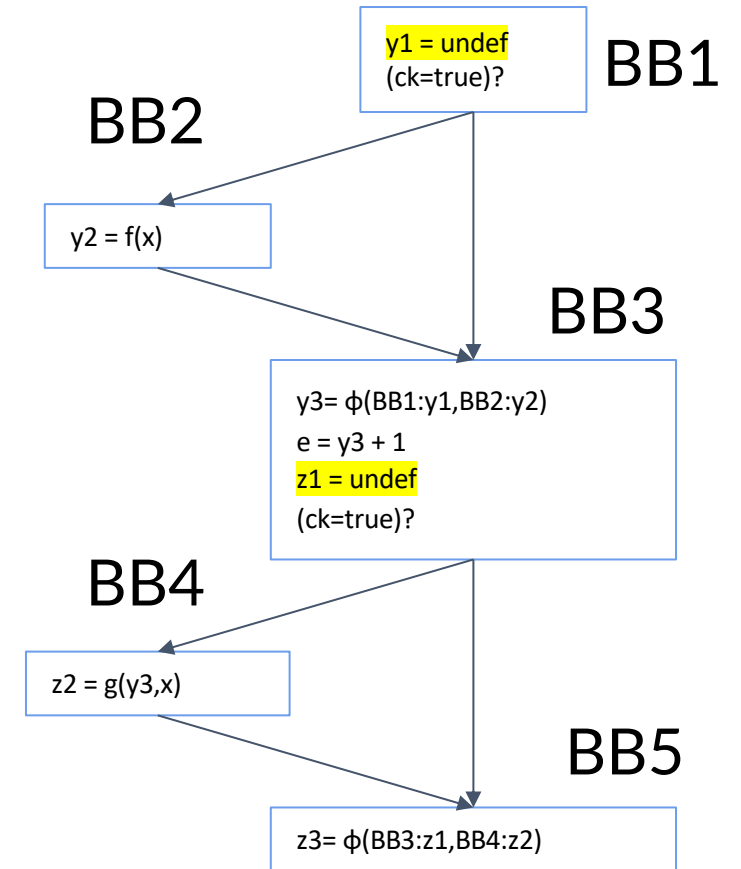 y1 = undef
(ck=true)?
BB1
BB2
y2 = f(x)
BB3
y3= ϕ(BB1:y1,BB2:y2)
e = y3 + 1
z1 = undef
(ck=true)?
BB4
z2 = g(y3,x)
BB5
z3= ϕ(BB3:z1,BB4:z2)